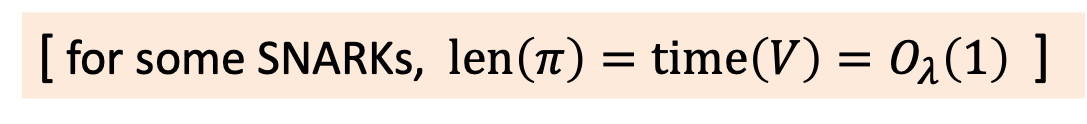 [ for some SNARKs, len(π) = time(V) = O_λ(1) ]